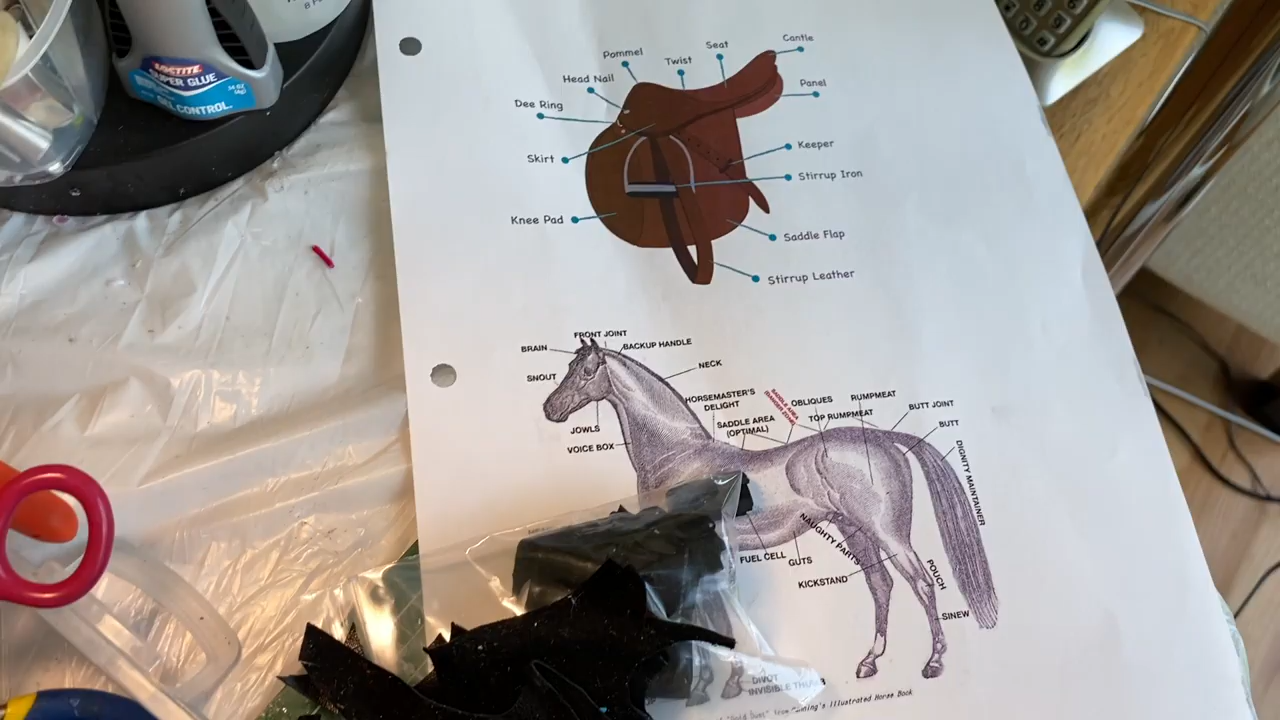 LOCTITE
SUPER GLUE
GEL CONTROL.
Cantle
Seat
Pommel
Twist
Head Nail
Panel
Dee Ring
Keeper
Skirt
Stirrup Iron
Knee Pad
Saddle Flap
Stirrup Leather
FRONT JOINT
BRAIN
BACKUP HANDLE
NECK
SNOUT
HORSEMASTER'S
DELIGHT
SADDLE AREA
(OPTIMAL)
SADDLE AREA
OBLIQUES
RUMPMEAT
TOP RUMPMEAT
BUTT JOINT
BUTT
JOWLS
VOICE BOX
DIGNITY MAINTAINER
NAUGHTY PARTS
FUEL CELL
GUTS
KICKSTAND
POUCH
SINEW
DIVOT
INVISIBLE
Illustrated Horse Book